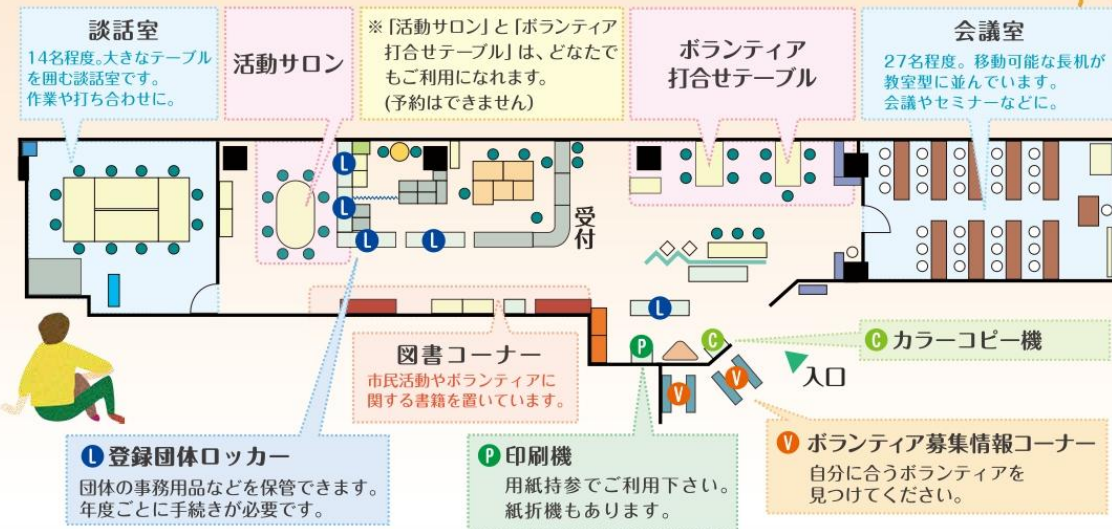 談話室
14名程度。大きなテーブル
を囲む談話室です。
作業や打ち合わせに。
活動サロン
※「活動サロン」と「ボランティア
打合せテーブル」は、どなたで
もご利用になれます。
(予約はできません)
ボランティア
打合せテーブル
会議室
27名程度。移動可能な長机が
教室型に並んでいます。
会議やセミナーなどに。
L
L
L
L
受付
L
P
C
V
V
入口
図書コーナー
市民活動やボランティアに
関する書籍を置いています。
C カラーコピー機
L 登録団体ロッカー
団体の事務用品などを保管できます。
年度ごとに手続きが必要です。
P 印刷機
用紙持参でご利用下さい。
紙折機もあります。
V ボランティア募集情報コーナー
自分に合うボランティアを
見つけてください。